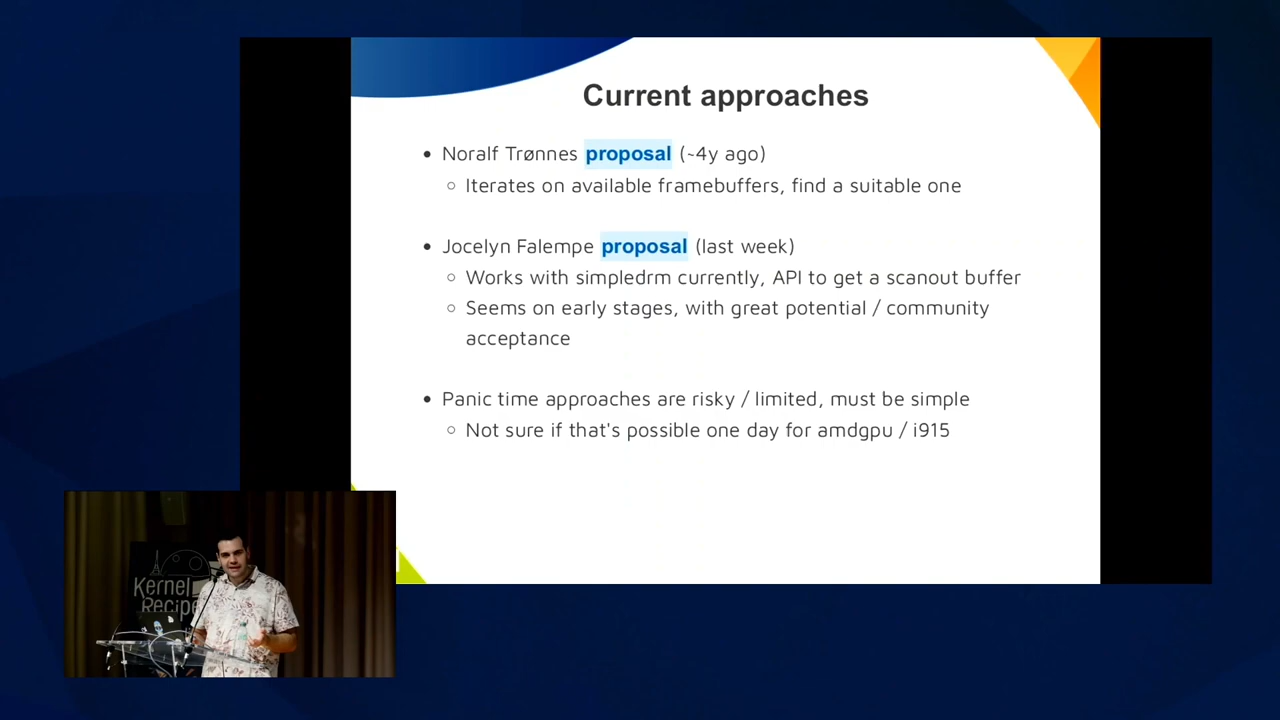 Current approaches
• Noralf Trønnes proposal (~4y ago)
○ Iterates on available framebuffers, find a suitable one
• Jocelyn Falempe proposal (last week)
○ Works with simpledrm currently, API to get a scanout buffer
○ Seems on early stages, with great potential / community
acceptance
• Panic time approaches are risky / limited, must be simple
○ Not sure if that's possible one day for amdgpu / i915
Kernel
Recipe